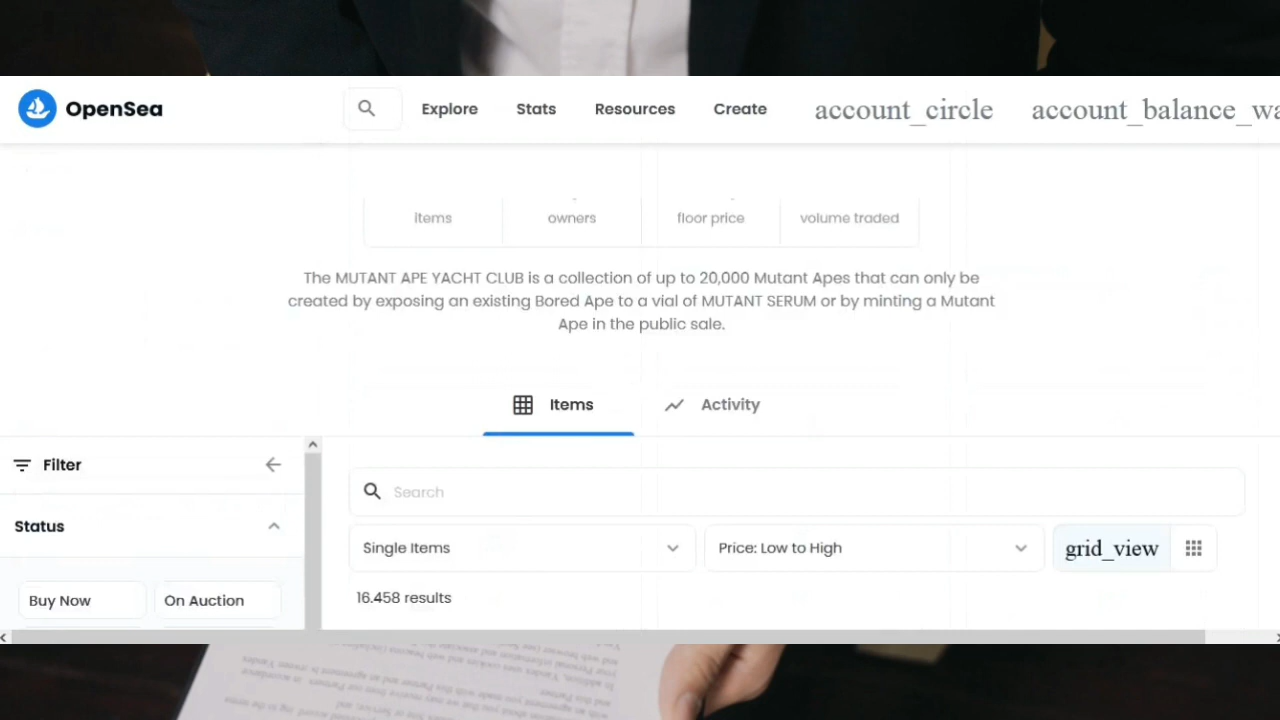 OpenSea
Explore
Stats
Resources
Create
account_circle
account_balance_wa
items
owners
floor price
volume traded
The MUTANT APE YACHT CLUB is a collection of up to 20,000 Mutant Apes that can only be
created by exposing an existing Bored Ape to a vial of MUTANT SERUM or by minting a Mutant
Ape in the public sale.
Items
Activity
Filter
Search
Status
Single Items
Price: Low to High
grid_view
Buy Now
On Auction
16.458 results